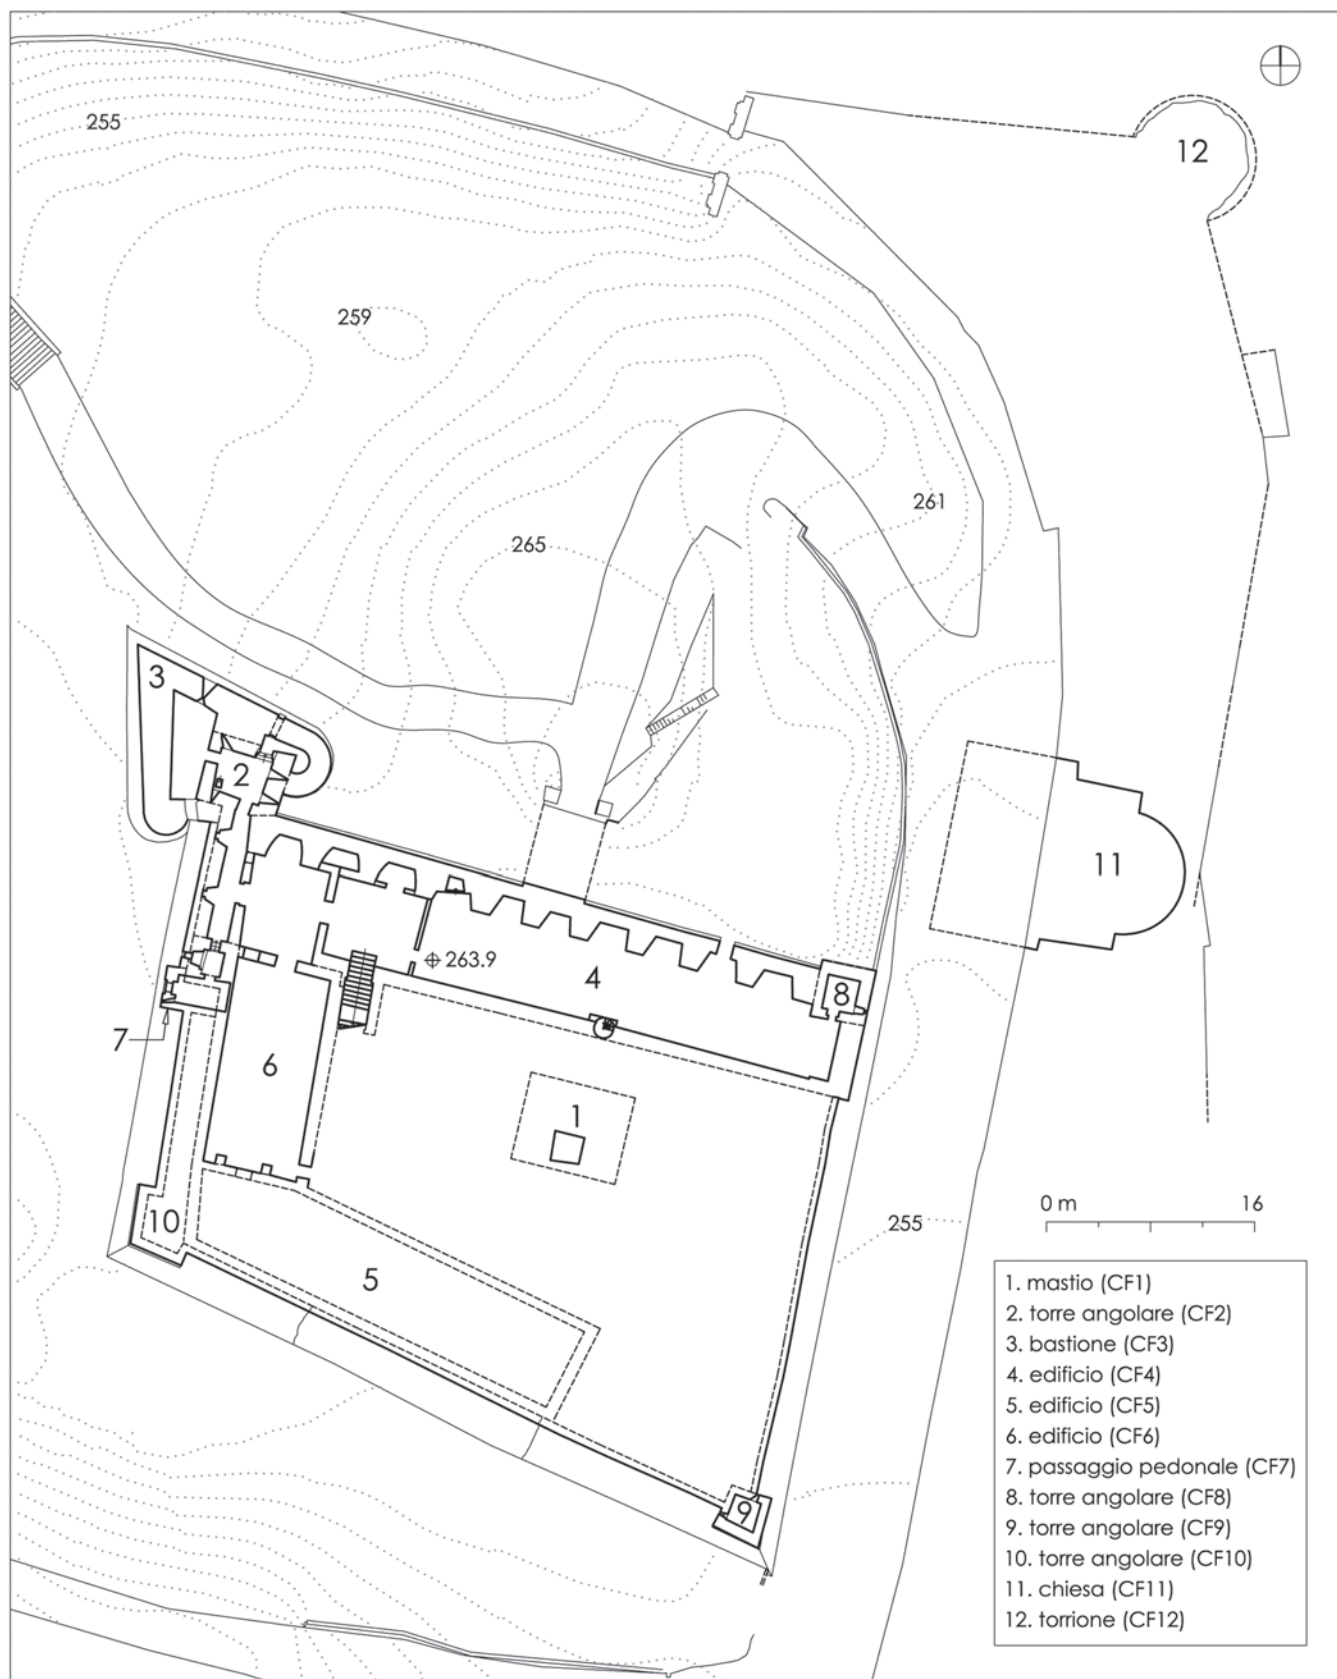 255
12
259
261
265
3
2
11
263.9
4
8
7
6
1
10
5
255
0 m 16
9
1. mastio (CF1)
2. torre angolare (CF2)
3. bastione (CF3)
4. edificio (CF4)
5. edificio (CF5)
6. edificio (CF6)
7. passaggio pedonale (CF7)
8. torre angolare (CF8)
9. torre angolare (CF9)
10. torre angolare (CF10)
11. chiesa (CF11)
12. torrione (CF12)